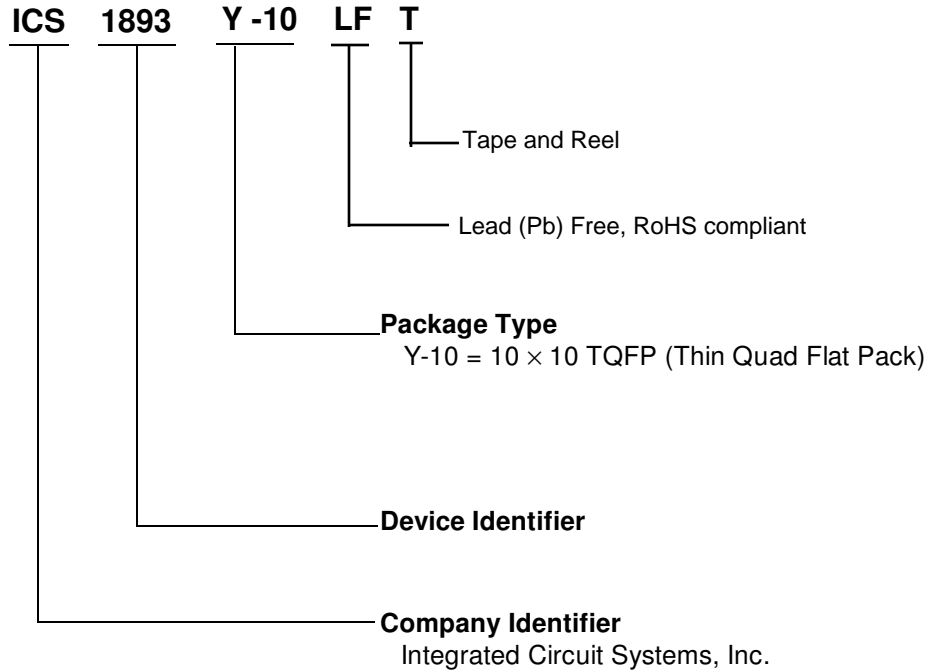 ICS 1893 Y -10 LF T
Tape and Reel
Lead (Pb) Free, RoHS compliant
Package Type
Y-10 = 10 × 10 TQFP (Thin Quad Flat Pack)
Device Identifier
Company Identifier
Integrated Circuit Systems, Inc.